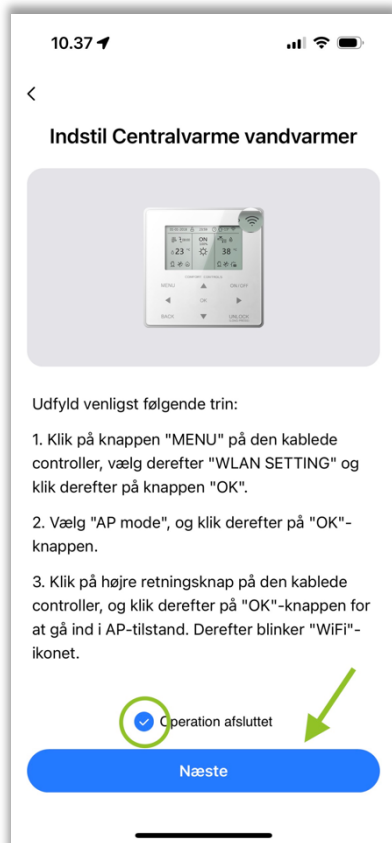 10.37
Indstil Centralvarme vandvarmer
ON
23
38
MENU
ON/OFF
OK
BACK
UNLOCK
Udfyld venligst følgende trin:
1. Klik på knappen "MENU" på den kablede
controller, vælg derefter "WLAN SETTING" og
klik derefter på knappen "OK".
2. Vælg "AP mode", og klik derefter på "OK"-
knappen.
3. Klik på højre retningsknap på den kablede
controller, og klik derefter på "OK"-knappen for
at gå ind i AP-tilstand. Derefter blinker "WiFi"-
ikonet.
Operation afsluttet
Næste